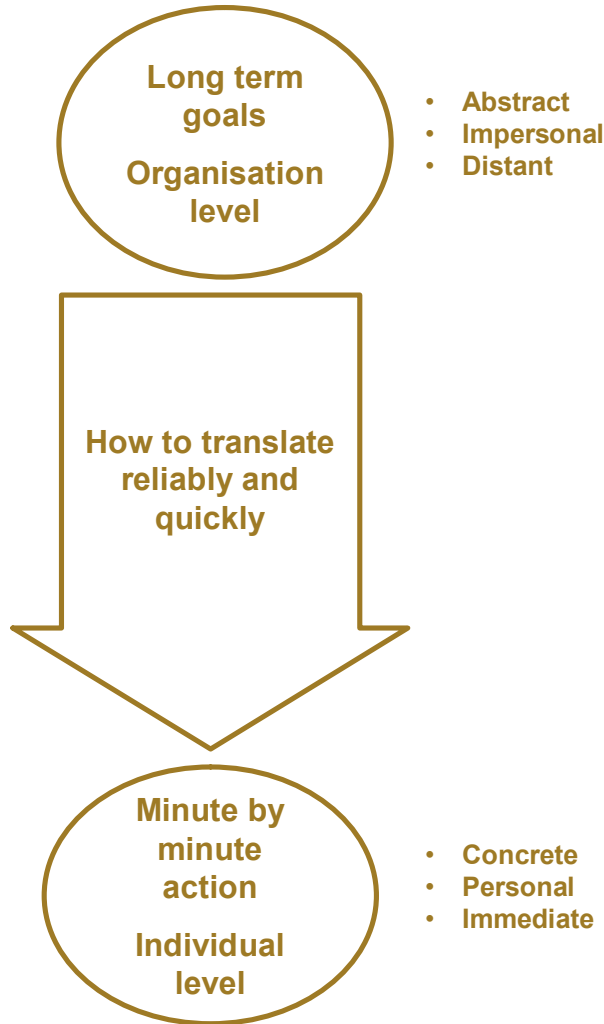 Long term
goals
Organisation
level
• Abstract
• Impersonal
• Distant
How to translate
reliably and
quickly
Minute by
minute
action
Individual
level
• Concrete
• Personal
• Immediate